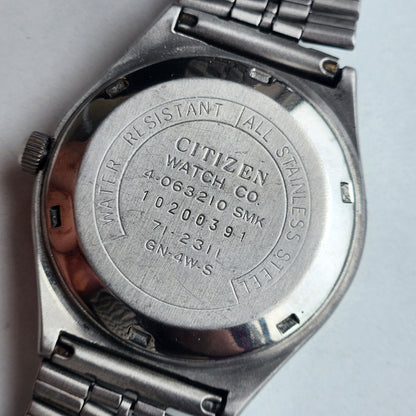 WATER RESISTANT
ALL STAINLESS STEEL
CITIZEN
WATCH CO.
4-063210 SMK
10200391
71-2311
GN-4W-S